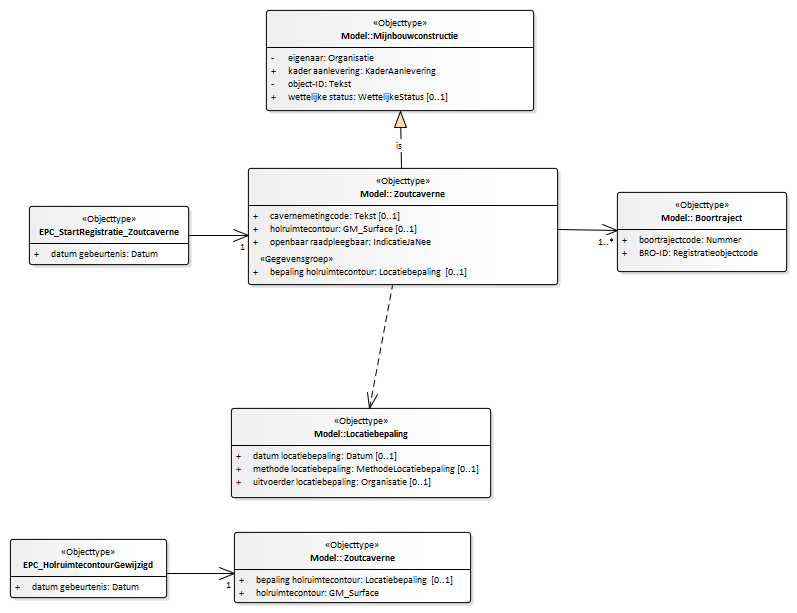 «Objecttype»
Model::Mijnbouwconstructie
- eigenaar: Organisatie
+ kader aanlevering: KaderAanlevering
- object-ID: Tekst
+ wettelijke status: WettelijkeStatus [0..1]
is
«Objecttype»
Model:: Zoutcaverne
+ cavernemetingcode: Tekst [0..1]
+ holruimtecontour: GM_Surface [0..1]
+ openbaar raadpleegbaar: IndicatieJaNee
«Gegevensgroep»
+ bepaling holruimtecontour: Locatiebepaling [0..1]
«Objecttype»
EPC_StartRegistratie_Zoutcaverne
+ datum gebeurtenis: Datum
1
«Objecttype»
Model:: Boortraject
+ boortrajectcode: Nummer
+ BRO-ID: Registratieobjectcode
1..*
«Objecttype»
Model::Locatiebepaling
+ datum locatiebepaling: Datum [0..1]
+ methode locatiebepaling: MethodeLocatiebepaling [0..1]
+ uitvoerder locatiebepaling: Organisatie [0..1]
«Objecttype»
EPC_HolruimtecontourGewijzigd
+ datum gebeurtenis: Datum
1
«Objecttype»
Model:: Zoutcaverne
+ bepaling holruimtecontour: Locatiebepaling [0..1]
+ holruimtecontour: GM_Surface